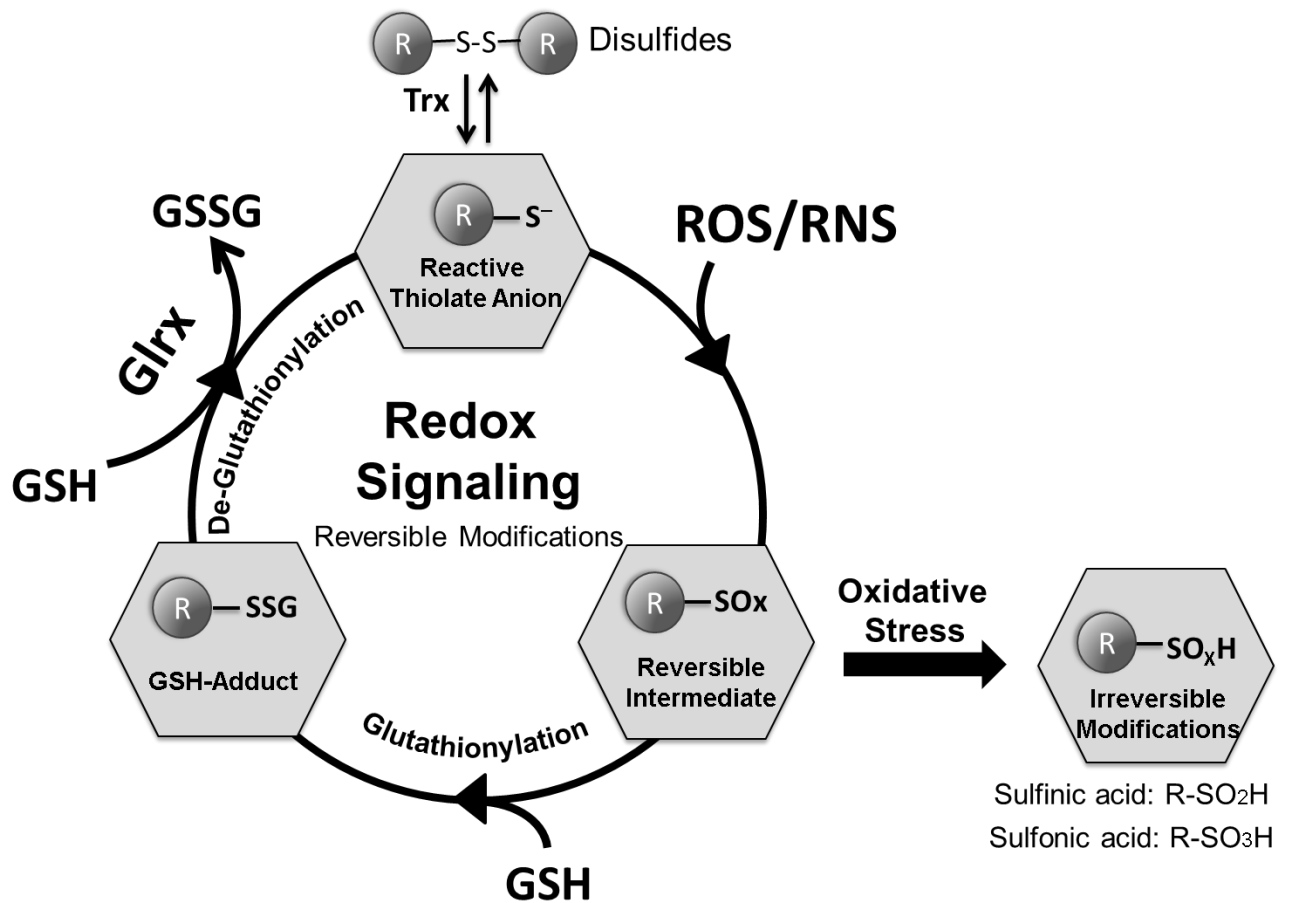 R-S-S-R Disulfides
Trx
R-S–
Reactive
Thiolate Anion
GSSG
ROS/RNS
Glrx
De-Glutathionylation
GSH
Redox
Signaling
Reversible Modifications
R-SSG
GSH-Adduct
R-SOx
Reversible
Intermediate
Oxidative
Stress
R-SOXH
Irreversible
Modifications
Sulfinic acid: R-SO2H
Sulfonic acid: R-SO3H
Glutathionylation
GSH